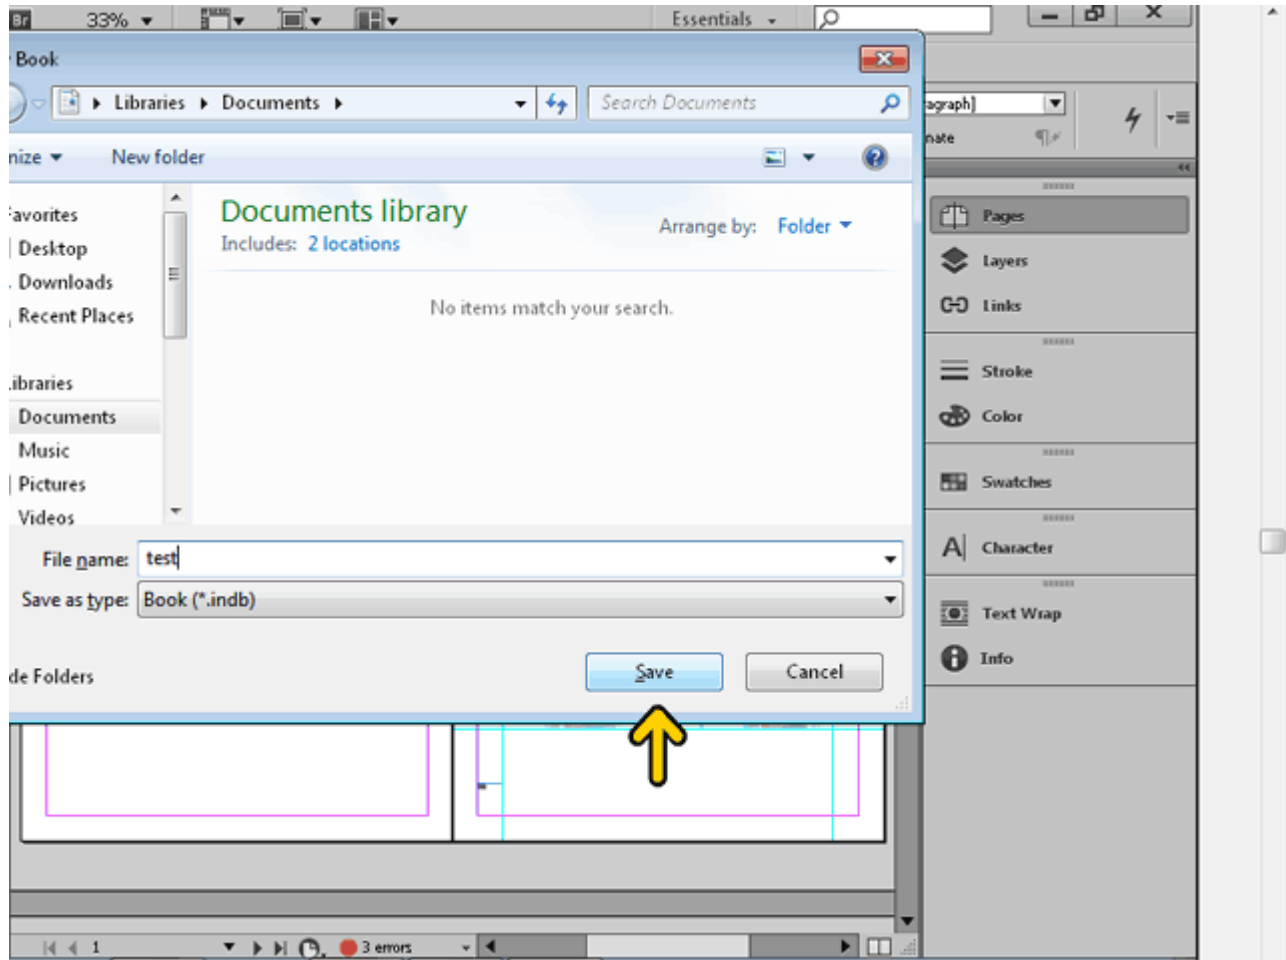 Br 33% Essentials
Book
Libraries Documents Search Documents
agraph]
nate
nize New folder
avorites
Desktop
Downloads
Recent Places
ibraries
Documents
Music
Pictures
Videos
Documents library
Includes: 2 locations
Arrange by: Folder
No items match your search.
File name: test
Save as type: Book (*.indb)
de Folders
Save Cancel
Pages
Layers
Links
Stroke
Color
Swatches
A Character
Text Wrap
Info
1 3 errors